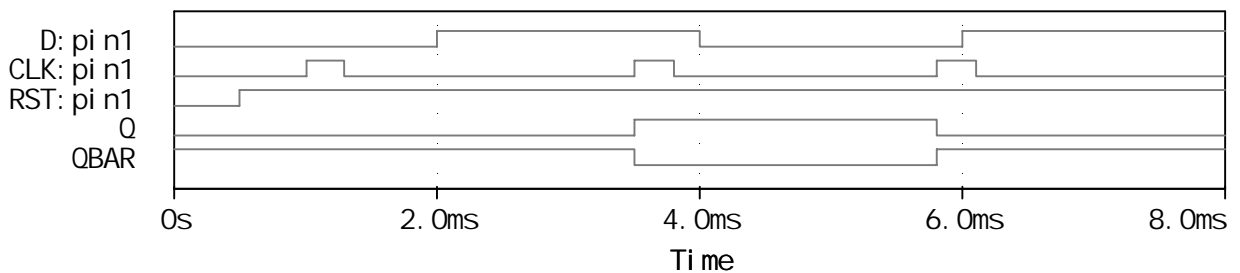 D:pin1
CLK:pin1
RST:pin1
Q
QBAR
0s 2.0ms 4.0ms 6.0ms 8.0ms
Time